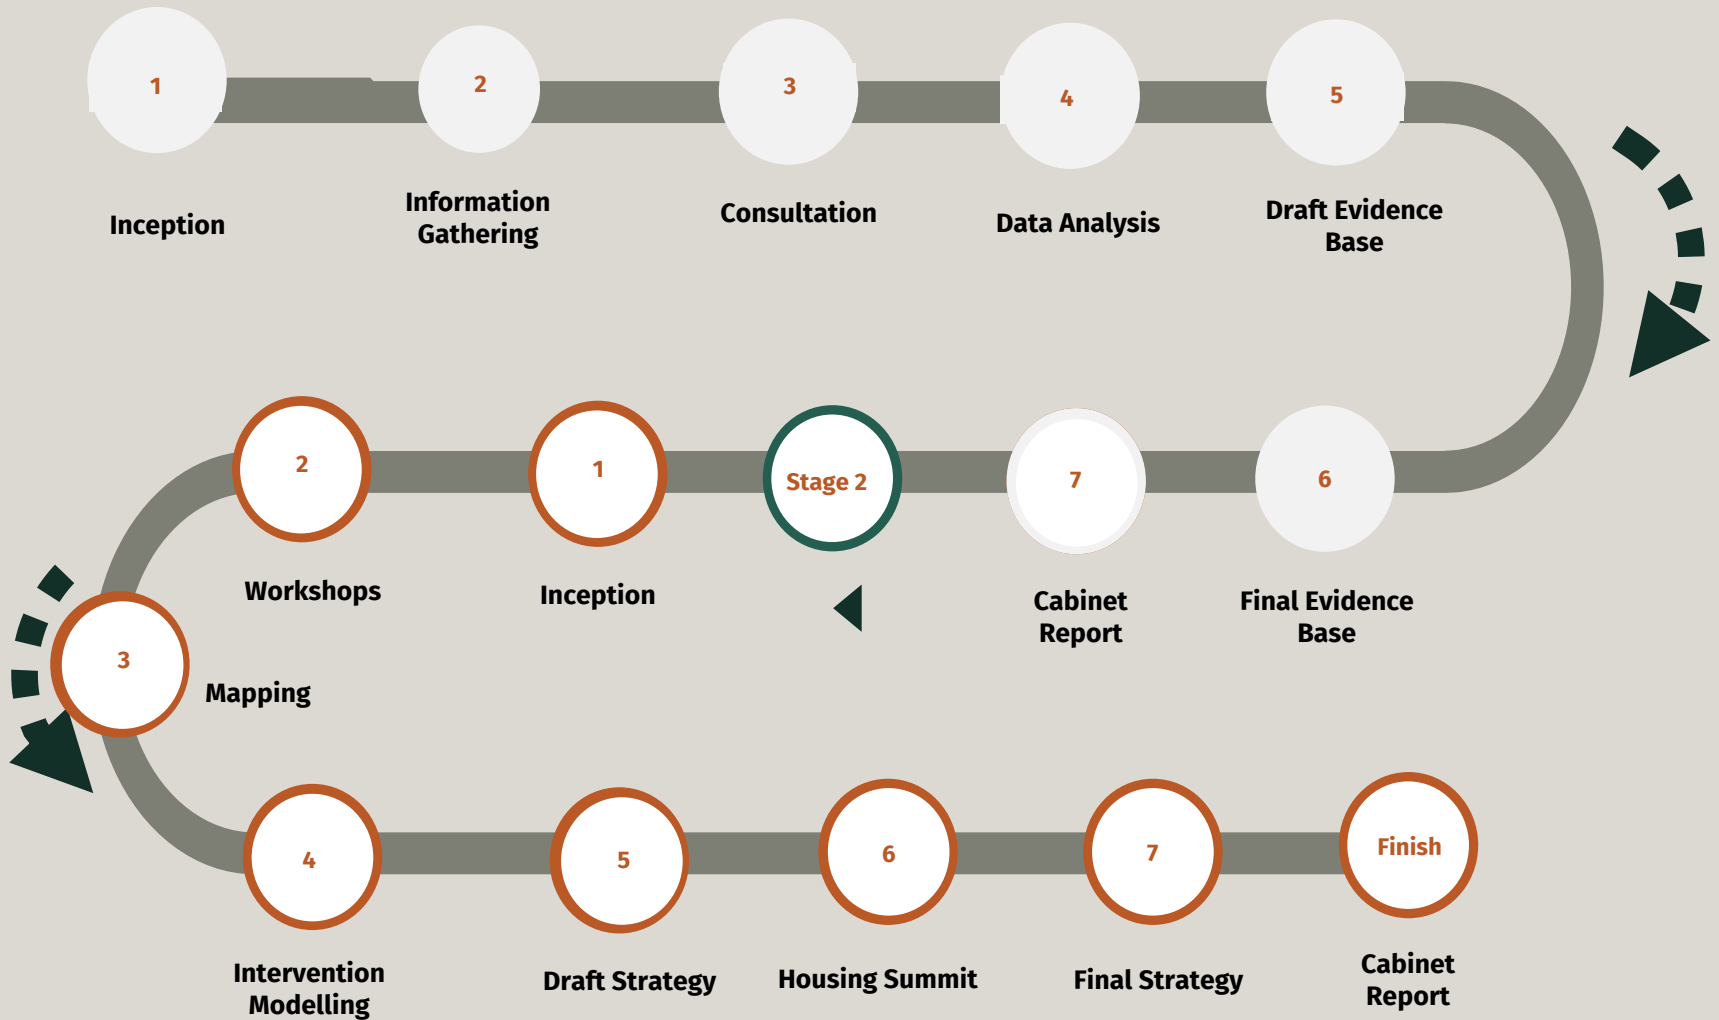 1
2
3
4
5
Inception
Information
Gathering
Consultation
Data Analysis
Draft Evidence
Base
2
1
Stage 2
7
6
Workshops
Inception
Cabinet
Report
Final Evidence
Base
3
Mapping
4
5
6
7
Finish
Intervention
Modelling
Draft Strategy
Housing Summit
Final Strategy
Cabinet
Report